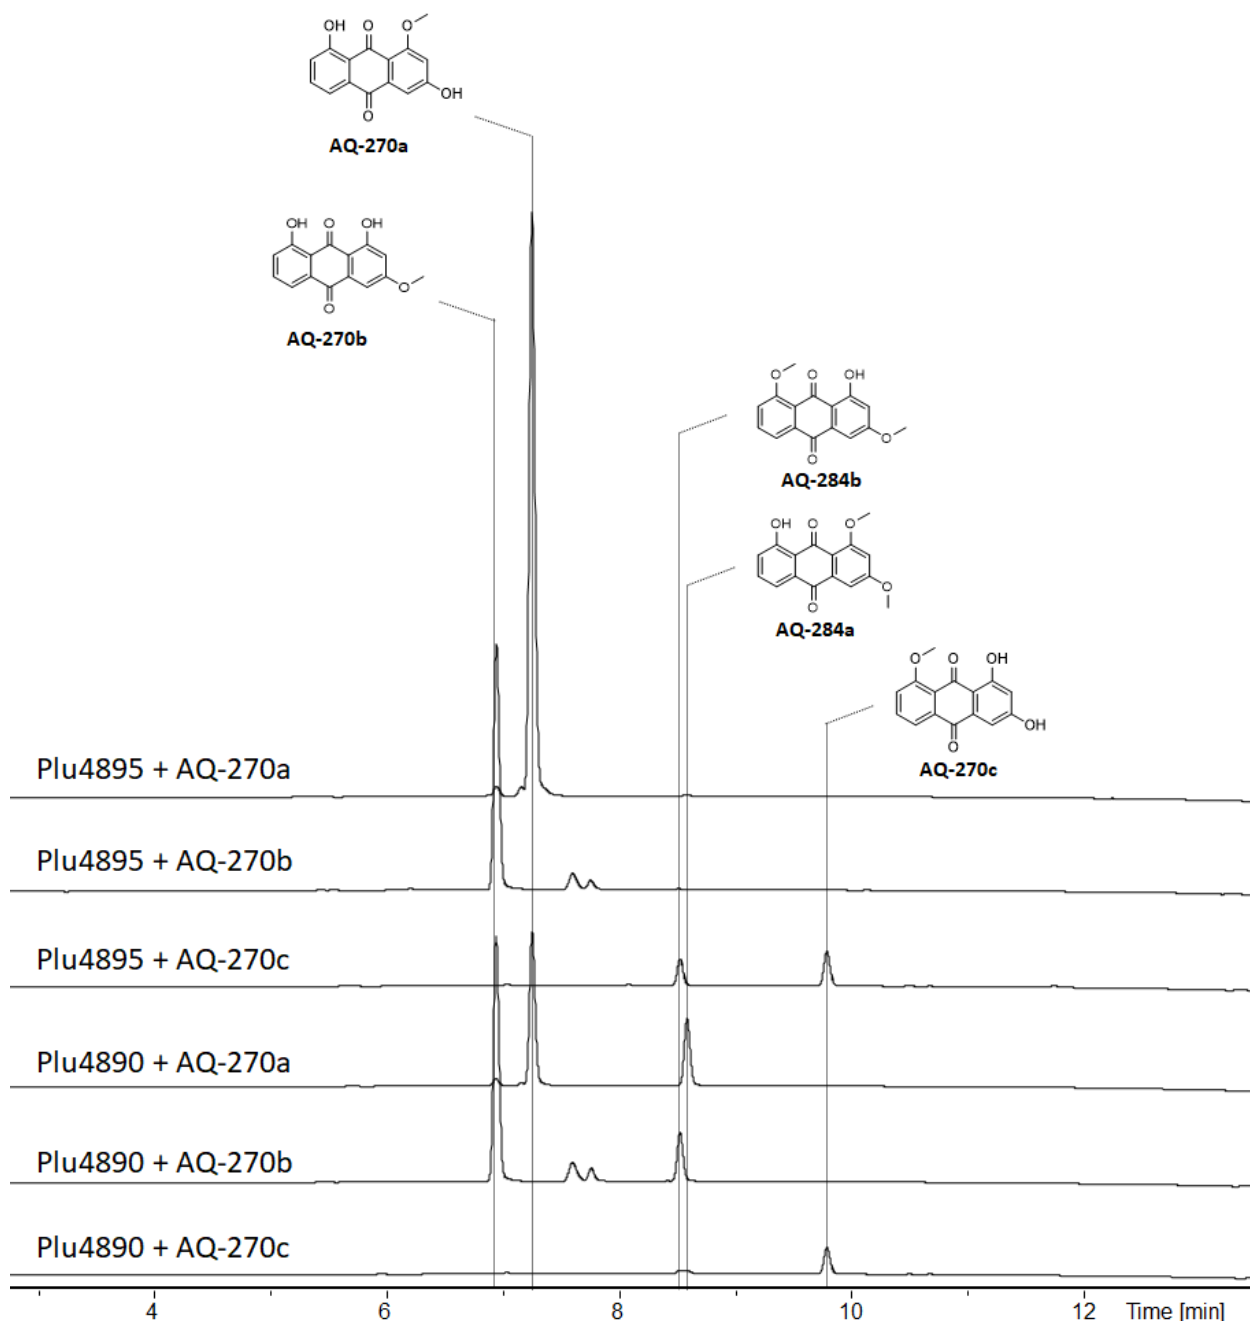 OH O O
O
OH
AQ-270a
OH O OH
O
O
AQ-270b
O O OH
O
O
AQ-284b
OH O O
O
O
AQ-284a
O O OH
OH
O
AQ-270c
Plu4895 + AQ-270a
Plu4895 + AQ-270b
Plu4895 + AQ-270c
Plu4890 + AQ-270a
Plu4890 + AQ-270b
Plu4890 + AQ-270c
4 6 8 10 12 Time [min]